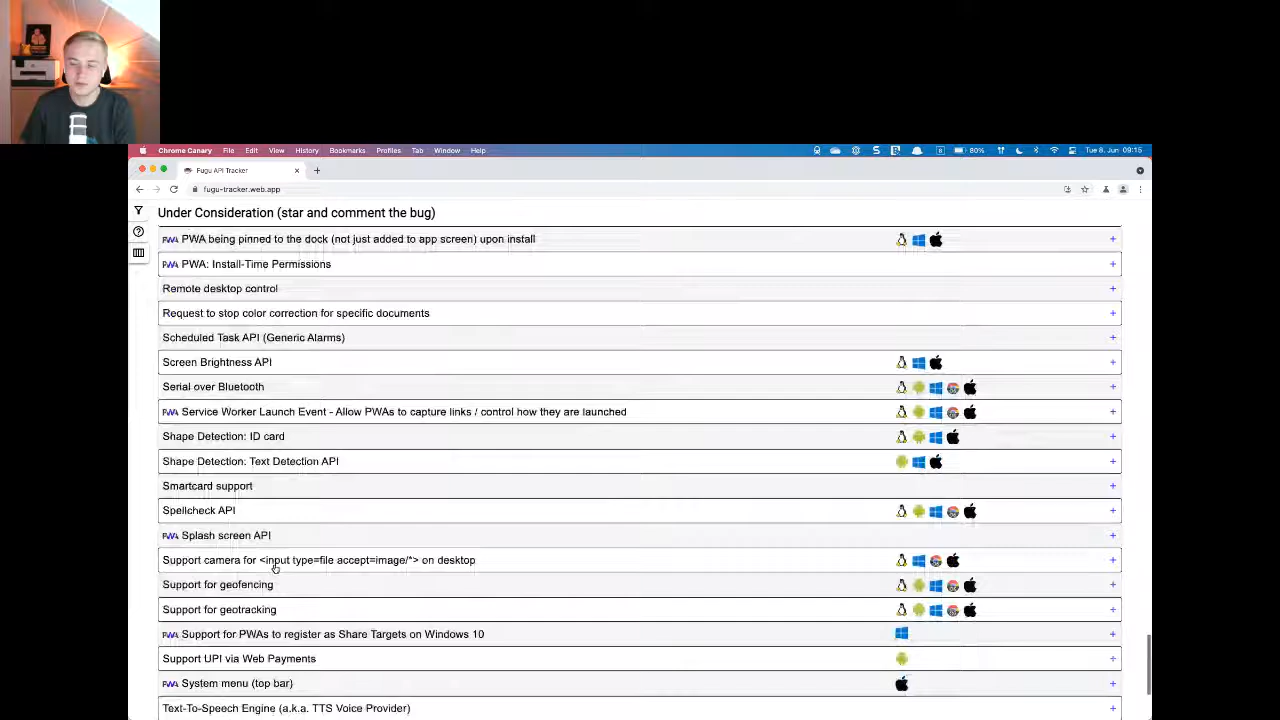 Chrome Canary File Edit View History Bookmarks Profiles Tab Window Help 80% Tue 8. Jun 09:15
Fugu API Tracker
fugu-tracker.web.app
Under Consideration (star and comment the bug)
PWA PWA being pinned to the dock (not just added to app screen) upon install +
PWA PWA: Install-Time Permissions +
Remote desktop control +
Request to stop color correction for specific documents +
Scheduled Task API (Generic Alarms) +
Screen Brightness API +
Serial over Bluetooth +
PWA Service Worker Launch Event - Allow PWAs to capture links / control how they are launched +
Shape Detection: ID card +
Shape Detection: Text Detection API +
Smartcard support +
Spellcheck API +
PWA Splash screen API +
Support camera for <input type=file accept=image/*> on desktop +
Support for geofencing +
Support for geotracking +
PWA Support for PWAs to register as Share Targets on Windows 10 +
Support UPI via Web Payments +
PWA System menu (top bar) +
Text-To-Speech Engine (a.k.a. TTS Voice Provider) +